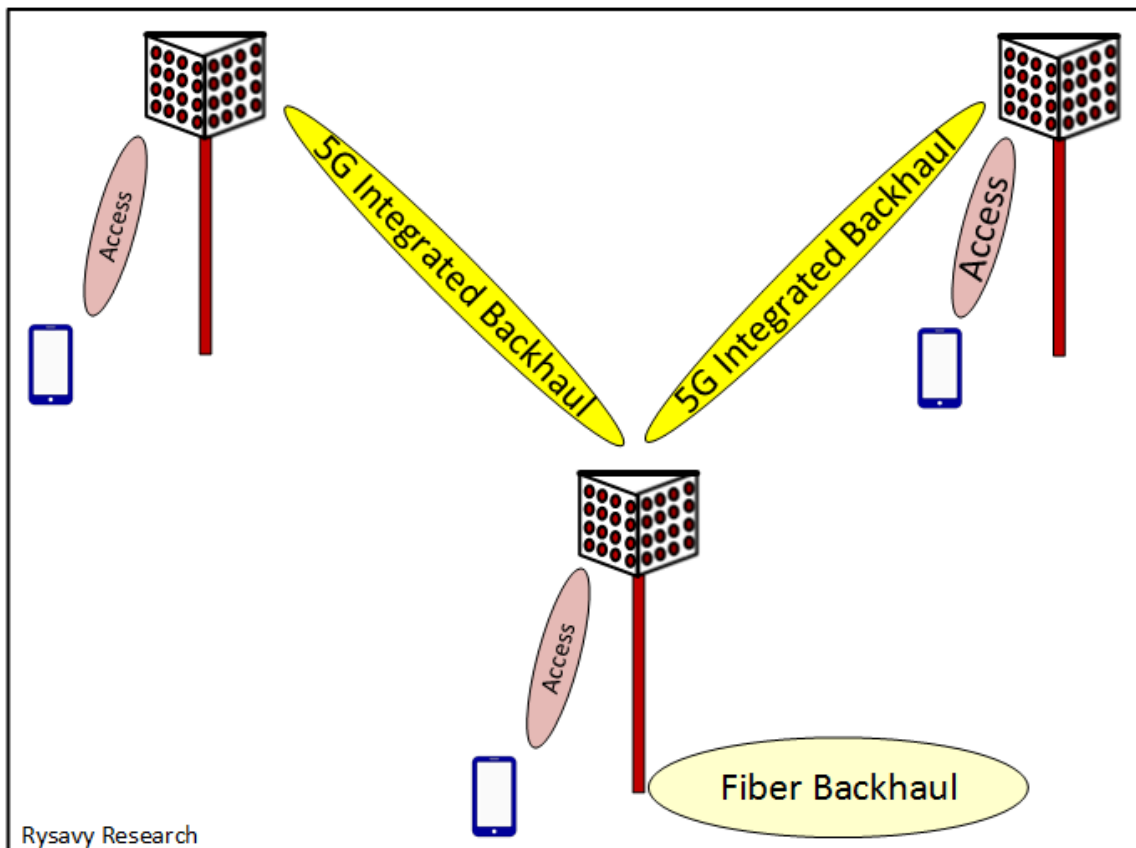 5G Integrated Backhaul
5G Integrated Backhaul
Access
Access
Access
Fiber Backhaul
Rysavy Research